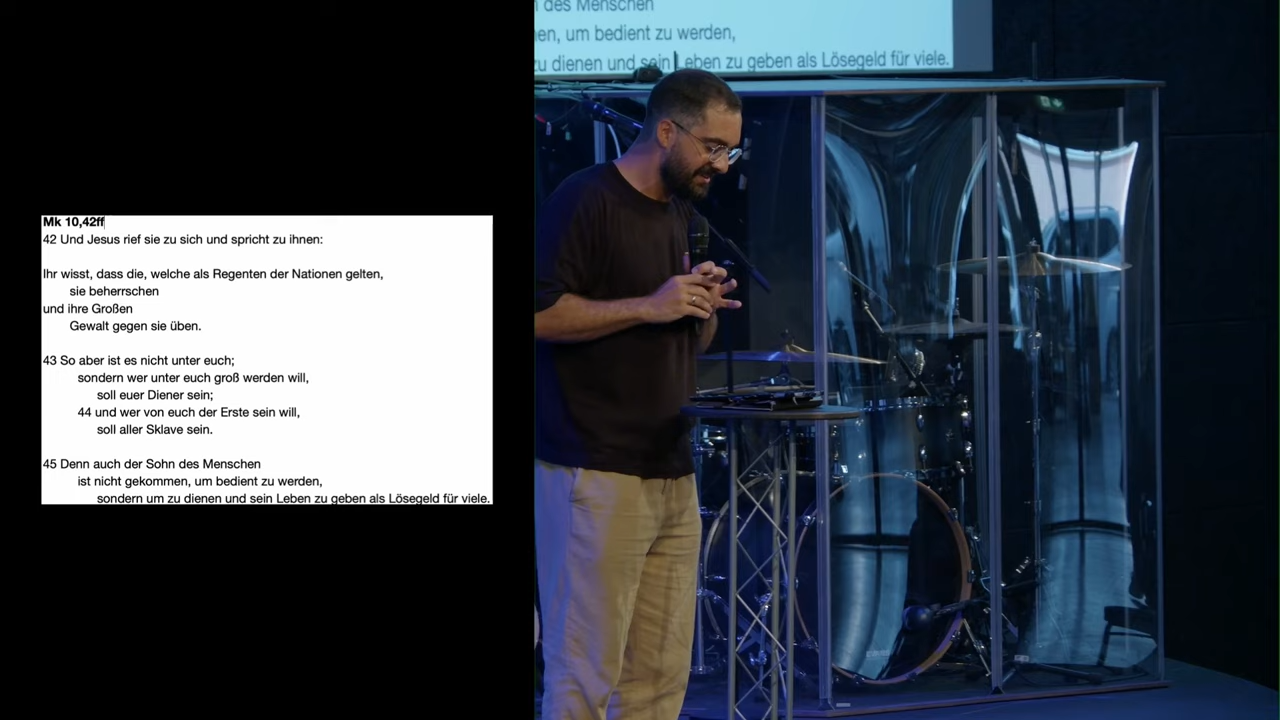 Mk 10,42ff
42 Und Jesus rief sie zu sich und spricht zu ihnen:
Ihr wisst, dass die, welche als Regenten der Nationen gelten,
sie beherrschen
und ihre Großen
Gewalt gegen sie üben.
43 So aber ist es nicht unter euch;
sondern wer unter euch groß werden will,
soll euer Diener sein;
44 und wer von euch der Erste sein will,
soll aller Sklave sein.
45 Denn auch der Sohn des Menschen
ist nicht gekommen, um bedient zu werden,
sondern um zu dienen und sein Leben zu geben als Lösegeld für viele.
des Menschen
um bedient zu werden,
zu dienen und sein Leben zu geben als Lösegeld für viele.